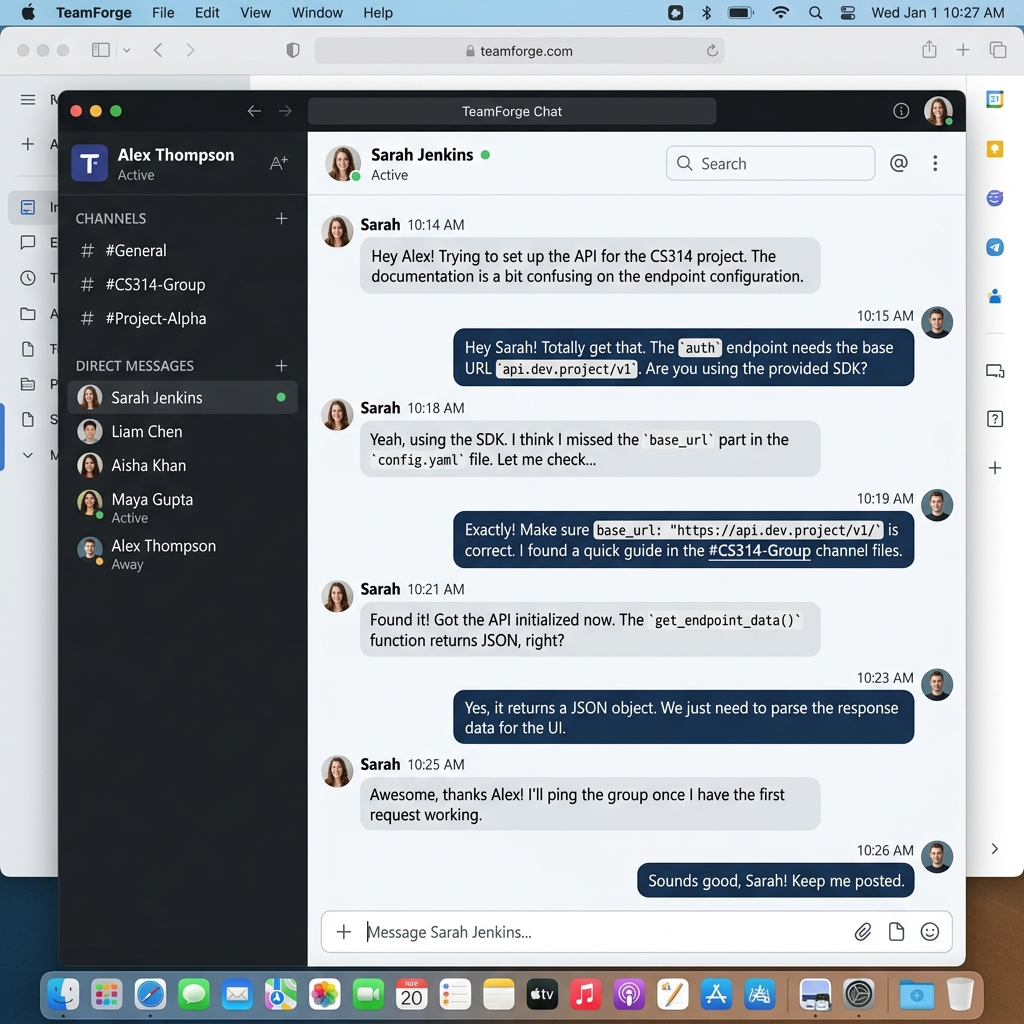 TeamForge File Edit View Window Help Wed Jan 1 10:27 AM
teamforge.com
TeamForge Chat
T
Alex Thompson
Active
A+
CHANNELS
# #General
# #CS314-Group
# #Project-Alpha
DIRECT MESSAGES
Sarah Jenkins
Liam Chen
Aisha Khan
Maya Gupta
Active
Alex Thompson
Away
Sarah Jenkins
Active
Search
@
Sarah 10:14 AM
Hey Alex! Trying to set up the API for the CS314 project. The
documentation is a bit confusing on the endpoint configuration.
10:15 AM
Hey Sarah! Totally get that. The `auth` endpoint needs the base
URL `api.dev.project/v1`. Are you using the provided SDK?
Sarah 10:18 AM
Yeah, using the SDK. I think I missed the `base_url` part in the
`config.yaml` file. Let me check...
10:19 AM
Exactly! Make sure base_url: "https://api.dev.project/v1/` is
correct. I found a quick guide in the #CS314-Group channel files.
Sarah 10:21 AM
Found it! Got the API initialized now. The `get_endpoint_data()`
function returns JSON, right?
10:23 AM
Yes, it returns a JSON object. We just need to parse the response
data for the UI.
Sarah 10:25 AM
Awesome, thanks Alex! I'll ping the group once I have the first
request working.
10:26 AM
Sounds good, Sarah! Keep me posted.
Message Sarah Jenkins...
20
tv